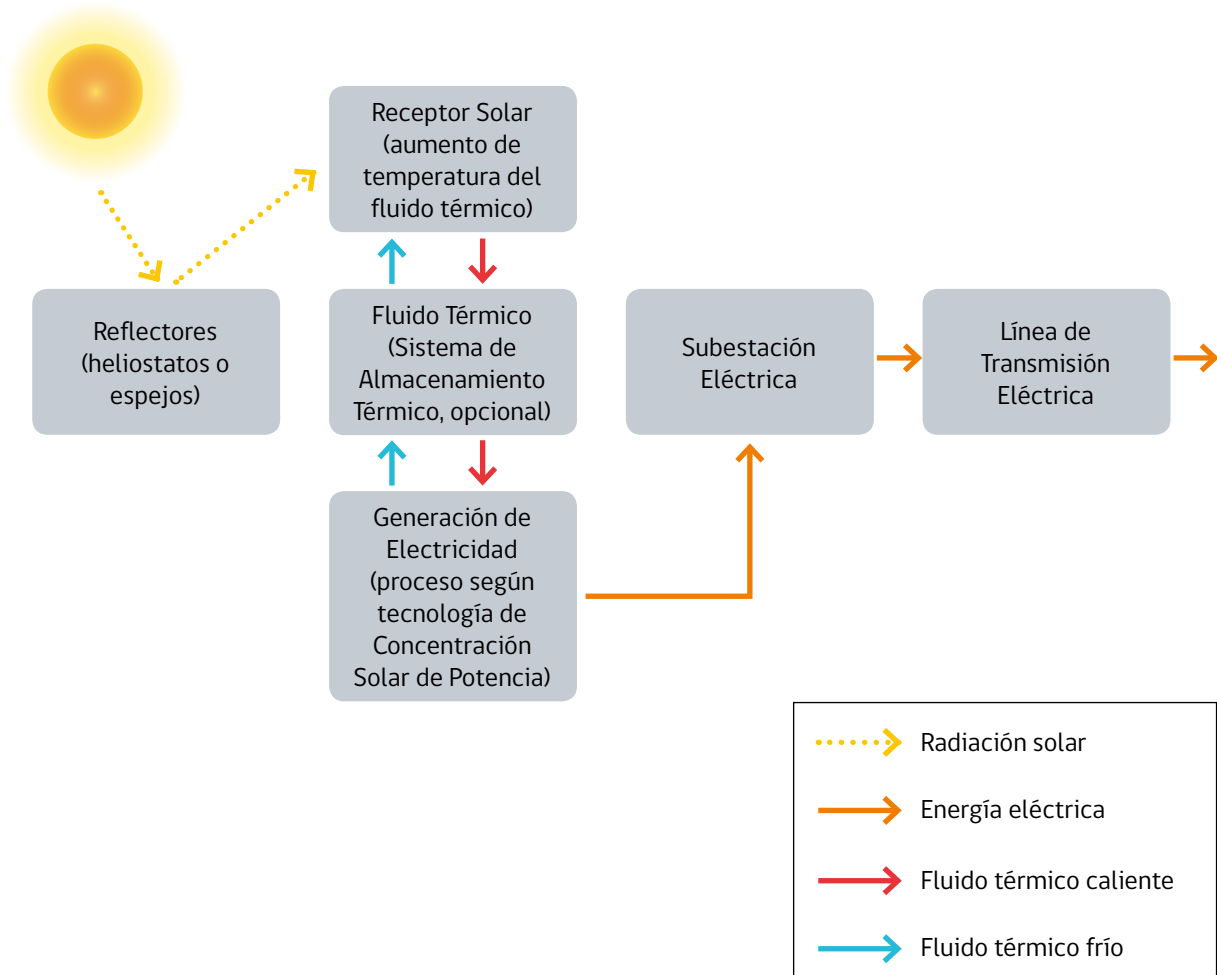 Receptor Solar
(aumento de
temperatura del
fluido térmico)
Reflectores
(heliostatos o
espejos)
Fluido Térmico
(Sistema de
Almacenamiento
Térmico, opcional)
Subestación
Eléctrica
Línea de
Transmisión
Eléctrica
Generación de
Electricidad
(proceso según
tecnología de
Concentración
Solar de Potencia)
Radiación solar
Energía eléctrica
Fluido térmico caliente
Fluido térmico frío